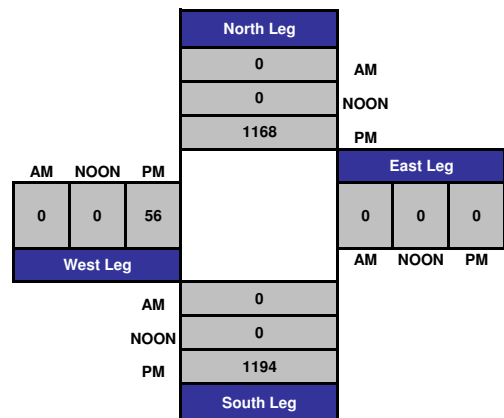 North Leg
0 AM
0 NOON
1168 PM
AM NOON PM
East Leg
0 0 56
0 0 0
West Leg
AM NOON PM
AM 0
NOON 0
PM 1194
South Leg